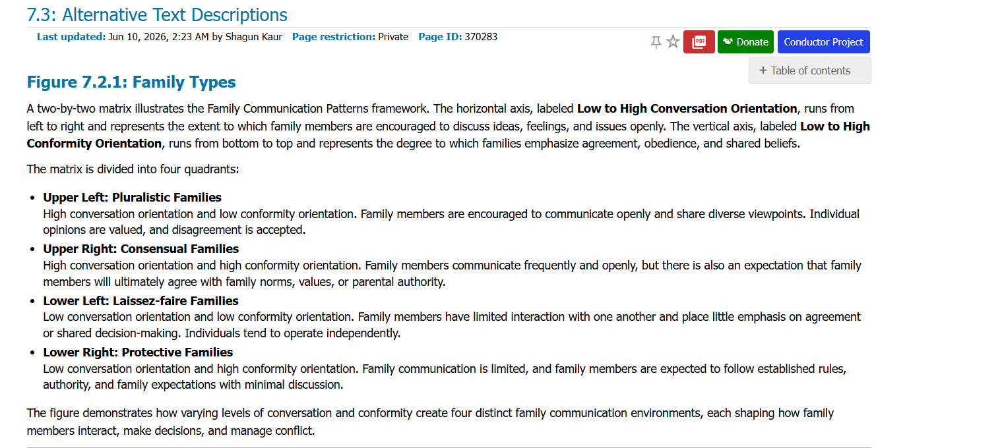 7.3: Alternative Text Descriptions
Last updated: Jun 10, 2026, 2:23 AM by Shagun Kaur Page restriction: Private Page ID: 370283
PDF Donate Conductor Project
+ Table of contents
Figure 7.2.1: Family Types
A two-by-two matrix illustrates the Family Communication Patterns framework. The horizontal axis, labeled Low to High Conversation Orientation, runs from
left to right and represents the extent to which family members are encouraged to discuss ideas, feelings, and issues openly. The vertical axis, labeled Low to High
Conformity Orientation, runs from bottom to top and represents the degree to which families emphasize agreement, obedience, and shared beliefs.
The matrix is divided into four quadrants:
• Upper Left: Pluralistic Families
High conversation orientation and low conformity orientation. Family members are encouraged to communicate openly and share diverse viewpoints. Individual
opinions are valued, and disagreement is accepted.
• Upper Right: Consensual Families
High conversation orientation and high conformity orientation. Family members communicate frequently and openly, but there is also an expectation that family
members will ultimately agree with family norms, values, or parental authority.
• Lower Left: Laissez-faire Families
Low conversation orientation and low conformity orientation. Family members have limited interaction with one another and place little emphasis on agreement
or shared decision-making. Individuals tend to operate independently.
• Lower Right: Protective Families
Low conversation orientation and high conformity orientation. Family communication is limited, and family members are expected to follow established rules,
authority, and family expectations with minimal discussion.
The figure demonstrates how varying levels of conversation and conformity create four distinct family communication environments, each shaping how family
members interact, make decisions, and manage conflict.